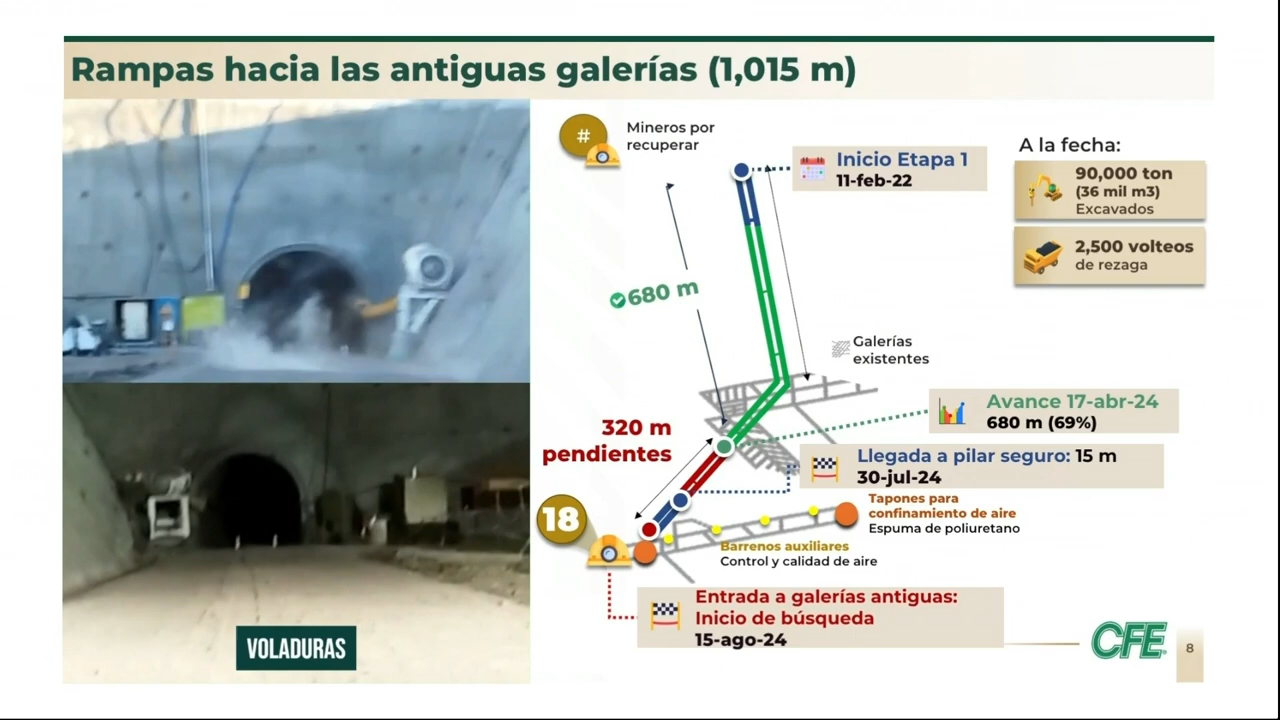 Rampas hacia las antiguas galerías (1,015 m)
#
Mineros por
recuperar
Inicio Etapa 1
11-feb-22
A la fecha:
90,000 ton
(36 mil m3)
Excavados
2,500 volteos
de rezaga
680 m
Galerías
existentes
Avance 17-abr-24
680 m (69%)
320 m
pendientes
Llegada a pilar seguro: 15 m
30-jul-24
18
Tapones para
confinamiento de aire
Espuma de poliuretano
Barrenos auxiliares
Control y calidad de aire
Entrada a galerías antiguas:
Inicio de búsqueda
15-ago-24
VOLADURAS
CFE
8